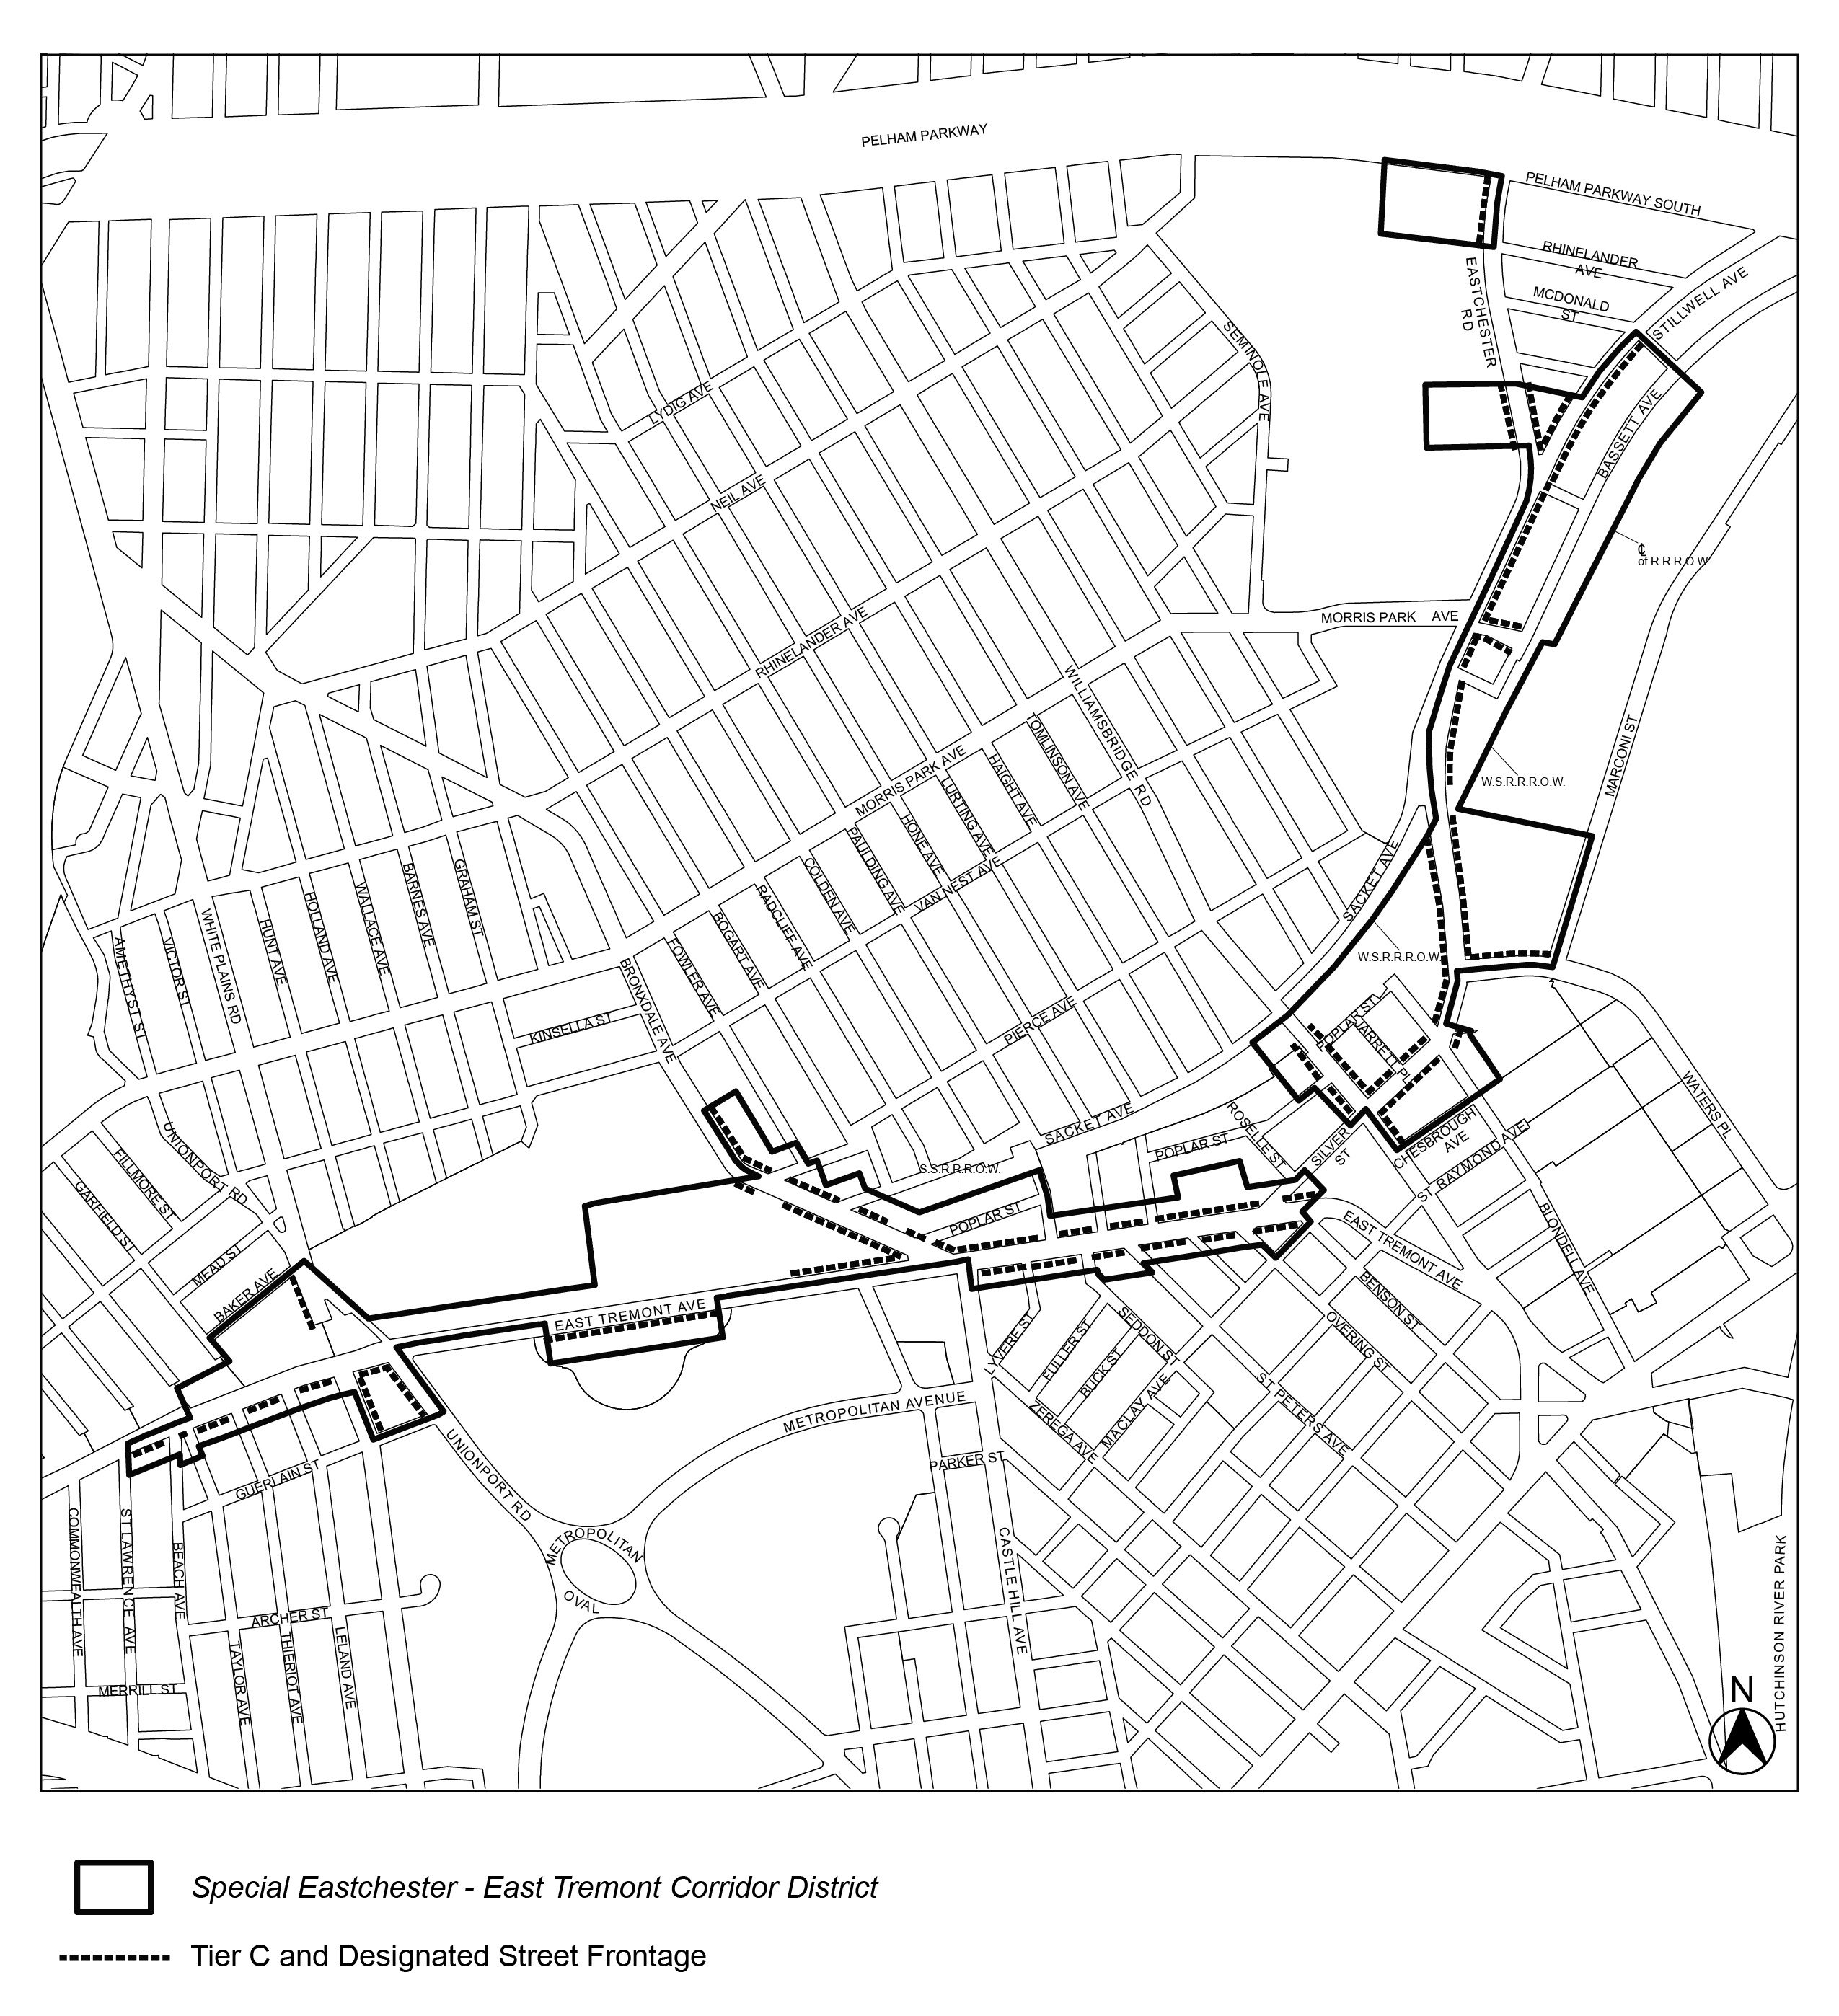 PELHAM PARKWAY
PELHAM PARKWAY SOUTH
RHINELANDER
AVE
MCDONALD
ST
STILLWELL AVE
EASTCHESTER
RD
SEMINOLE AVE
LYDIG AVE
BASSETT AVE
NEIL AVE
℄
of R.R.R.O.W.
MORRIS PARK AVE
RHINELANDER AVE
WILLIAMSBRIDGE RD
TOMLINSON AVE
HAIGHT AVE
LURTING AVE
HONE AVE
PAULDING AVE
COLDEN AVE
RADCLIFF AVE
BOGART AVE
FOWLER AVE
BRONXDALE AVE
MORRIS PARK AVE
VAN NEST AVE
MARCONI ST
W.S.R.R.R.O.W.
SACKET AVE
W.S.R.R.R.O.W.
GRAHAM ST
BARNES AVE
WALLACE AVE
HOLLAND AVE
HUNT AVE
WHITE PLAINS RD
VICTOR ST
AMETHYST ST
KINSELLA ST
PIERCE AVE
POPLAR ST
JARRETT PL
WATERS PL
SACKET AVE
ROSELLE ST
POPLAR ST
SILVER
ST
CHESBROUGH
AVE
ST RAYMOND AVE
UNIONPORT RD
FILLMORE ST
GARFIELD ST
MEAD ST
BAKER AVE
S.S.R.R.R.O.W.
POPLAR ST
EAST TREMONT AVE
BLONDELL AVE
BENSON ST
OVERING ST
EAST TREMONT AVE
LYVERE ST
FULLER ST
SEDDON ST
BUCK ST
MACLAY AVE
ZEREGA AVE
ST PETERS AVE
METROPOLITAN AVENUE
PARKER ST
UNIONPORT RD
GUERLAIN ST
METROPOLITAN
OVAL
CASTLE HILL AVE
COMMONWEALTH AVE
ST LAWRENCE AVE
BEACH AVE
ARCHER ST
TAYLOR AVE
THIERIOT AVE
LELAND AVE
MERRILL ST
HUTCHINSON RIVER PARK
N
Special Eastchester - East Tremont Corridor District
Tier C and Designated Street Frontage